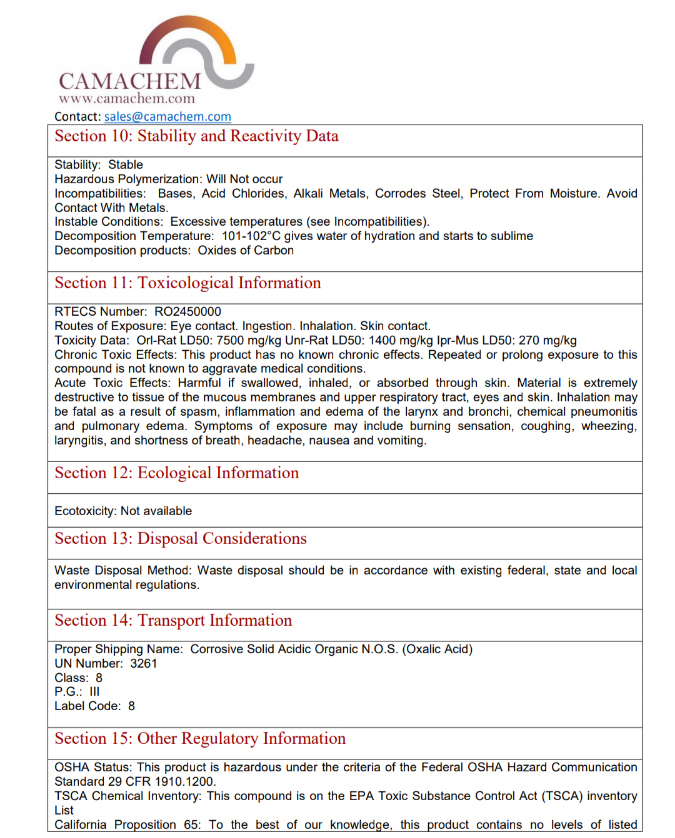 CAMACHEM
www.camachem.com
Contact: sales@camachem.com
Section 10: Stability and Reactivity Data
Stability: Stable
Hazardous Polymerization: Will Not occur
Incompatibilities: Bases, Acid Chlorides, Alkali Metals, Corrodes Steel, Protect From Moisture. Avoid
Contact With Metals.
Instable Conditions: Excessive temperatures (see Incompatibilities).
Decomposition Temperature: 101-102°C gives water of hydration and starts to sublime
Decomposition products: Oxides of Carbon
Section 11: Toxicological Information
RTECS Number: RO2450000
Routes of Exposure: Eye contact. Ingestion. Inhalation. Skin contact.
Toxicity Data: Orl-Rat LD50: 7500 mg/kg Unr-Rat LD50: 1400 mg/kg Ipr-Mus LD50: 270 mg/kg
Chronic Toxic Effects: This product has no known chronic effects. Repeated or prolong exposure to this
compound is not known to aggravate medical conditions.
Acute Toxic Effects: Harmful if swallowed, inhaled, or absorbed through skin. Material is extremely
destructive to tissue of the mucous membranes and upper respiratory tract, eyes and skin. Inhalation may
be fatal as a result of spasm, inflammation and edema of the larynx and bronchi, chemical pneumonitis
and pulmonary edema. Symptoms of exposure may include burning sensation, coughing, wheezing,
laryngitis, and shortness of breath, headache, nausea and vomiting.
Section 12: Ecological Information
Ecotoxicity: Not available
Section 13: Disposal Considerations
Waste Disposal Method: Waste disposal should be in accordance with existing federal, state and local
environmental regulations.
Section 14: Transport Information
Proper Shipping Name: Corrosive Solid Acidic Organic N.O.S. (Oxalic Acid)
UN Number: 3261
Class: 8
P.G.: III
Label Code: 8
Section 15: Other Regulatory Information
OSHA Status: This product is hazardous under the criteria of the Federal OSHA Hazard Communication
Standard 29 CFR 1910.1200.
TSCA Chemical Inventory: This compound is on the EPA Toxic Substance Control Act (TSCA) inventory
List
California Proposition 65: To the best of our knowledge, this product contains no levels of listed